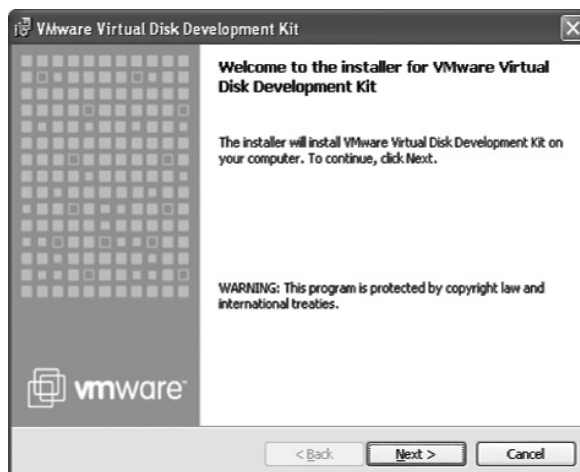 VMware Virtual Disk Development Kit
Welcome to the installer for VMware Virtual
Disk Development Kit
The installer will install VMware Virtual Disk Development Kit on
your computer. To continue, click Next.
WARNING: This program is protected by copyright law and
international treaties.
vmware
< Back
Next >
Cancel